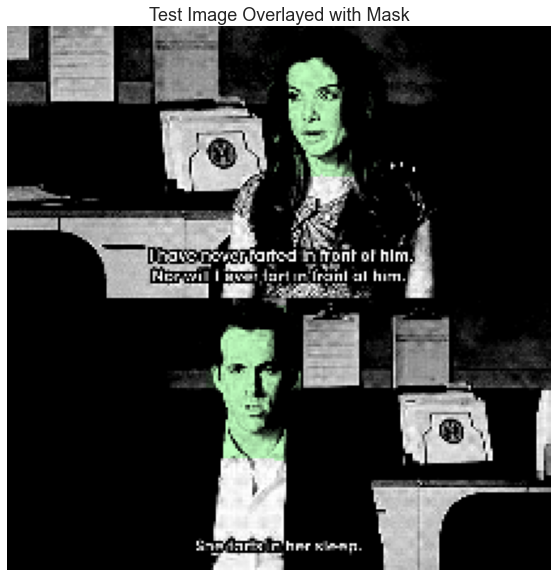 Test Image Overlayed with Mask
I have never farted in front of him.
Nor will I ever fart in front of him.
She farts in her sleep.